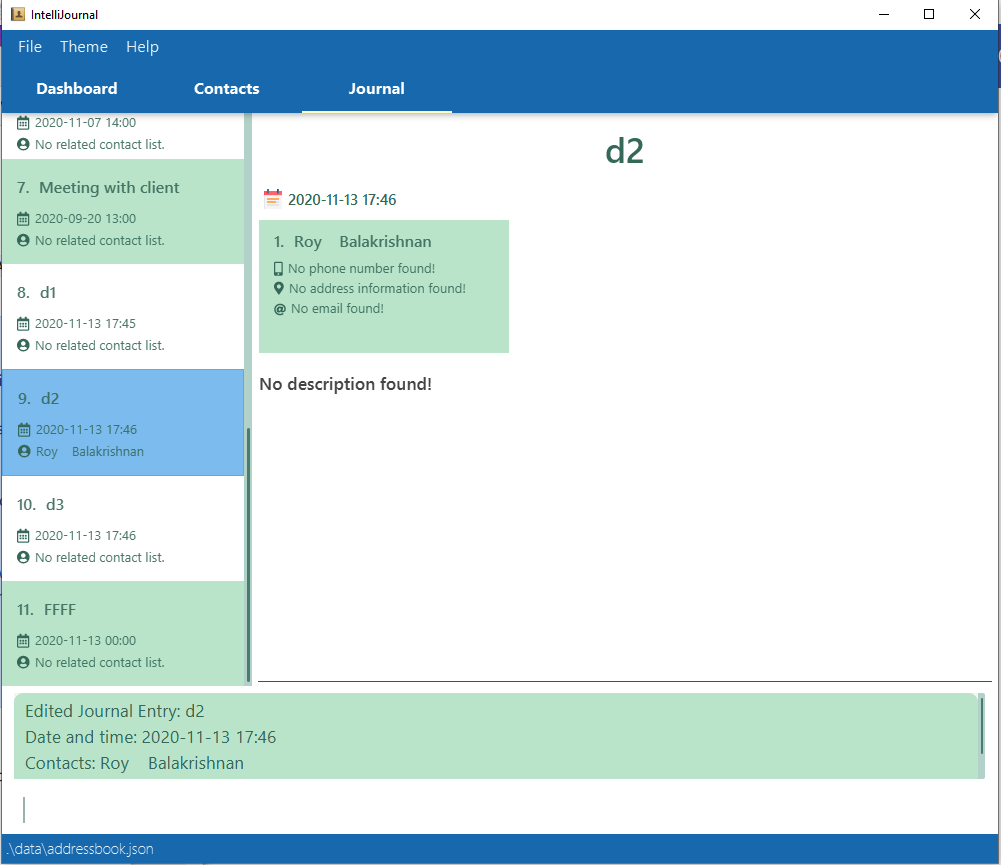 IntelliJournal
File Theme Help
Dashboard Contacts Journal
2020-11-07 14:00
No related contact list.
7. Meeting with client
2020-09-20 13:00
No related contact list.
8. d1
2020-11-13 17:45
No related contact list.
9. d2
2020-11-13 17:46
Roy Balakrishnan
10. d3
2020-11-13 17:46
No related contact list.
11. FFFF
2020-11-13 00:00
No related contact list.
d2
2020-11-13 17:46
1. Roy Balakrishnan
No phone number found!
No address information found!
@ No email found!
No description found!
Edited Journal Entry: d2
Date and time: 2020-11-13 17:46
Contacts: Roy Balakrishnan
.\data\addressbook.json